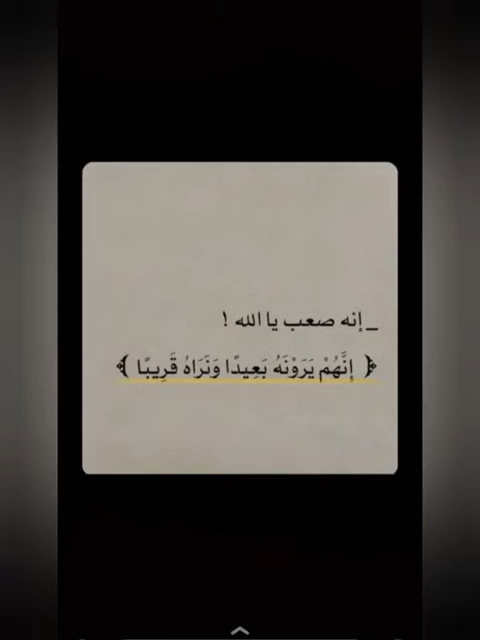 _إنه صعب يا الله !
﴿ إِنَّهُمْ يَرَوْنَهُ بَعِيدًا وَنَرَاهُ قَرِيبًا ﴾